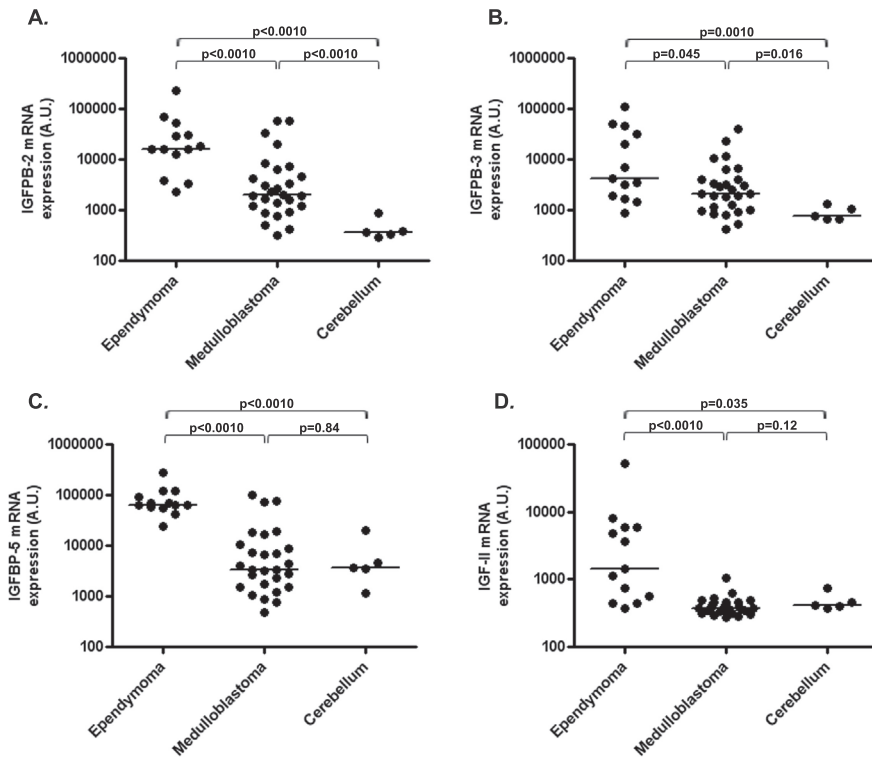 A.
p<0.0010
p<0.0010 p<0.0010
IGFPB-2 mRNA
expression (A.U.)
1000000
100000
10000
1000
100
Ependymoma
Medulloblastoma
Cerebellum
B.
p=0.0010
p=0.045 p=0.016
IGFPB-3 mRNA
expression (A.U.)
1000000
100000
10000
1000
100
Ependymoma
Medulloblastoma
Cerebellum
C.
p<0.0010
p<0.0010 p=0.84
IGFBP-5 mRNA
expression (A.U.)
1000000
100000
10000
1000
100
Ependymoma
Medulloblastoma
Cerebellum
D.
p=0.035
p<0.0010 p=0.12
IGF-II mRNA
expression (A.U.)
100000
10000
1000
100
Ependymoma
Medulloblastoma
Cerebellum